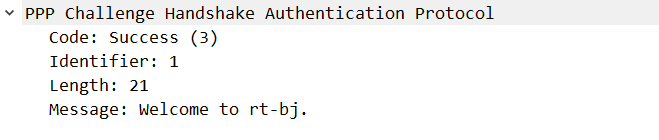 PPP Challenge Handshake Authentication Protocol
Code: Success (3)
Identifier: 1
Length: 21
Message: Welcome to rt-bj.